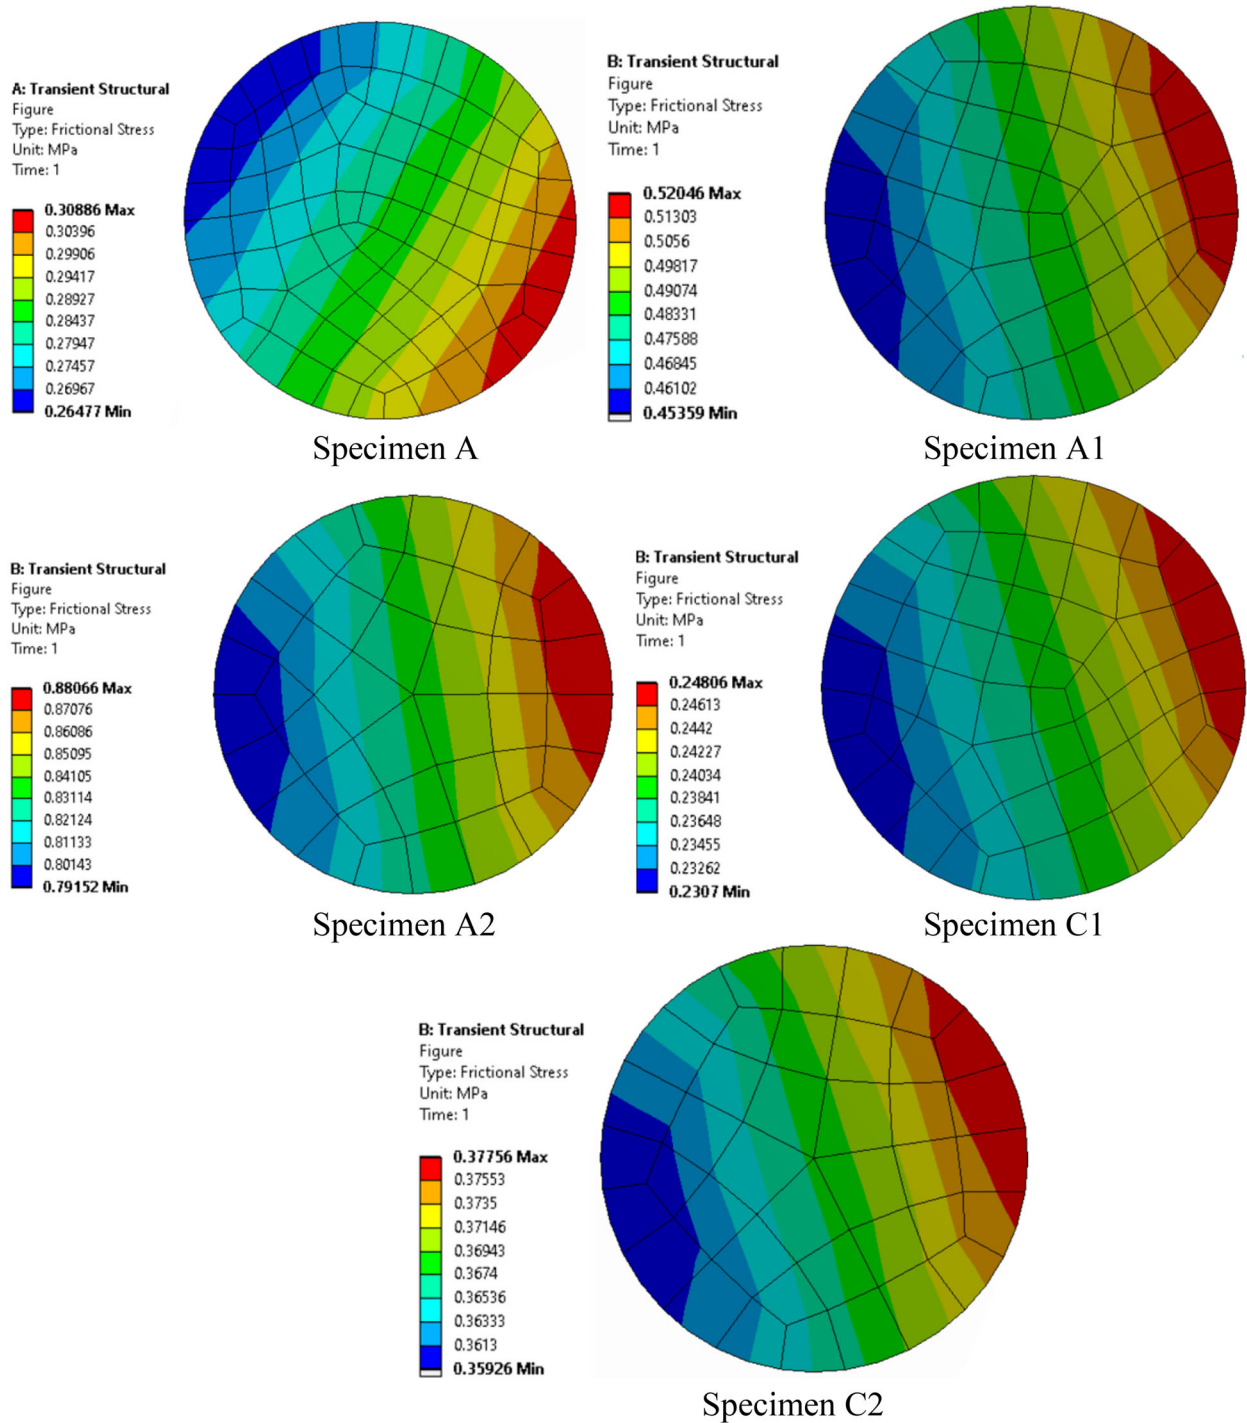 A: Transient Structural
Figure
Type: Frictional Stress
Unit: MPa
Time: 1
0.30886 Max
0.30396
0.29906
0.29417
0.28927
0.28437
0.27947
0.27457
0.26967
0.26477 Min
Specimen A
B: Transient Structural
Figure
Type: Frictional Stress
Unit: MPa
Time: 1
0.52046 Max
0.51303
0.5056
0.49817
0.49074
0.48331
0.47588
0.46845
0.46102
0.45359 Min
Specimen A1
B: Transient Structural
Figure
Type: Frictional Stress
Unit: MPa
Time: 1
0.88066 Max
0.87076
0.86086
0.85095
0.84105
0.83114
0.82124
0.81133
0.80143
0.79152 Min
Specimen A2
B: Transient Structural
Figure
Type: Frictional Stress
Unit: MPa
Time: 1
0.24806 Max
0.24613
0.2442
0.24227
0.24034
0.23841
0.23648
0.23455
0.23262
0.2307 Min
Specimen C1
B: Transient Structural
Figure
Type: Frictional Stress
Unit: MPa
Time: 1
0.37756 Max
0.37553
0.3735
0.37146
0.36943
0.3674
0.36536
0.36333
0.3613
0.35926 Min
Specimen C2